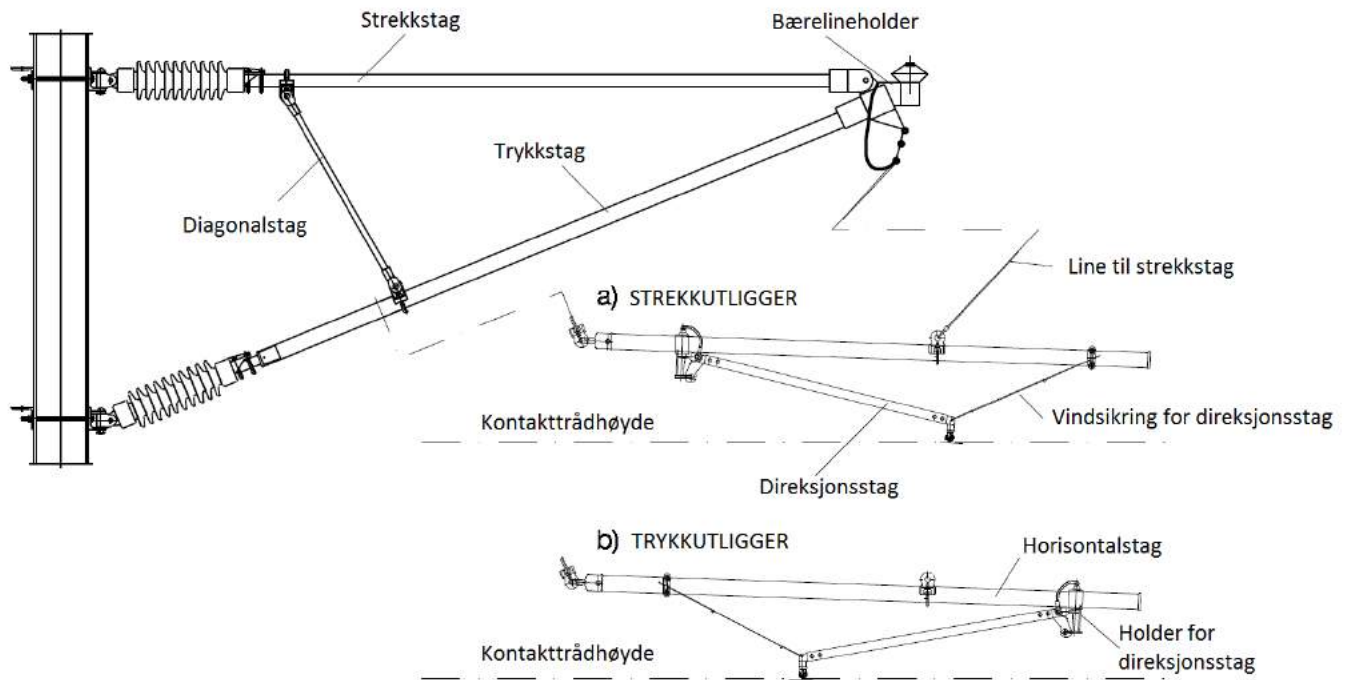 Strekkstag
Bærelineholder
Trykkstag
Diagonalstag
Line til strekkstag
a) STREKKUTLIGGER
Kontakttrådhøyde
Vindsikring for direksjonsstag
Direksjonsstag
b) TRYKKUTLIGGER
Horisontalstag
Kontakttrådhøyde
Holder for
direksjonsstag